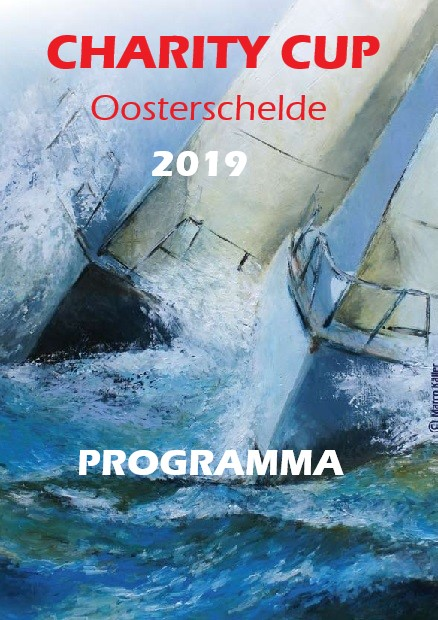 CHARITY CUP
Oosterschelde
2019
PROGRAMMA